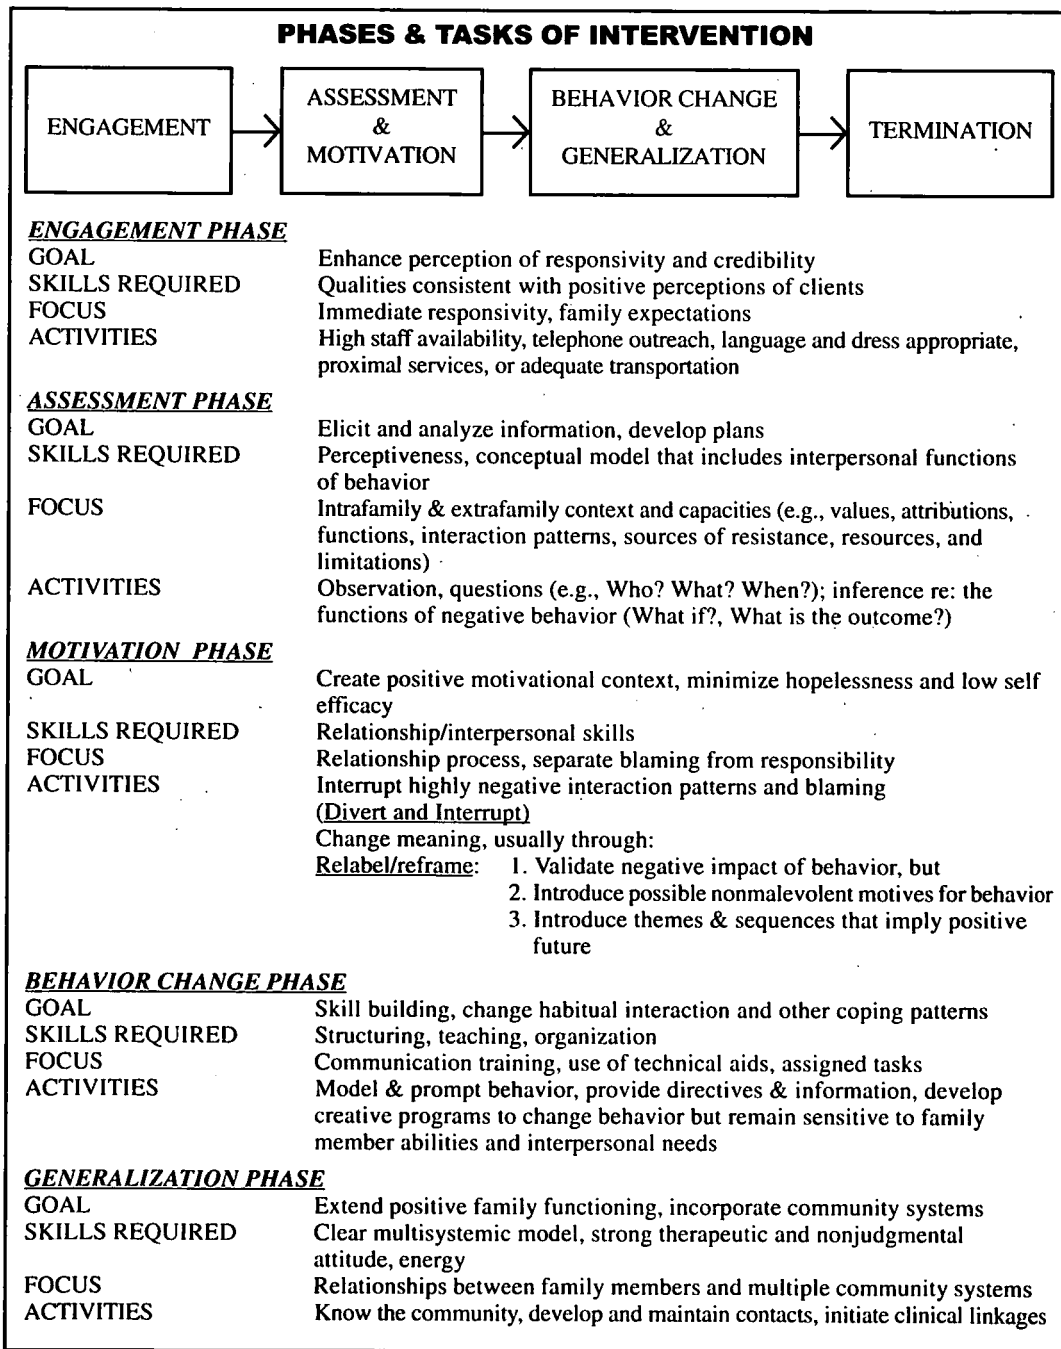 PHASES & TASKS OF INTERVENTION
ENGAGEMENT
ASSESSMENT
&
MOTIVATION
BEHAVIOR CHANGE
&
GENERALIZATION
TERMINATION
ENGAGEMENT PHASE
GOAL Enhance perception of responsivity and credibility
SKILLS REQUIRED Qualities consistent with positive perceptions of clients
FOCUS Immediate responsivity, family expectations
ACTIVITIES High staff availability, telephone outreach, language and dress appropriate,
proximal services, or adequate transportation
ASSESSMENT PHASE
GOAL Elicit and analyze information, develop plans
SKILLS REQUIRED Perceptiveness, conceptual model that includes interpersonal functions
of behavior
FOCUS Intrafamily & extrafamily context and capacities (e.g., values, attributions,
functions, interaction patterns, sources of resistance, resources, and
limitations)
ACTIVITIES Observation, questions (e.g., Who? What? When?); inference re: the
functions of negative behavior (What if?, What is the outcome?)
MOTIVATION PHASE
GOAL Create positive motivational context, minimize hopelessness and low self
efficacy
SKILLS REQUIRED Relationship/interpersonal skills
FOCUS Relationship process, separate blaming from responsibility
ACTIVITIES Interrupt highly negative interaction patterns and blaming
(Divert and Interrupt)
Change meaning, usually through:
Relabel/reframe: 1. Validate negative impact of behavior, but
2. Introduce possible nonmalevolent motives for behavior
3. Introduce themes & sequences that imply positive
future
BEHAVIOR CHANGE PHASE
GOAL Skill building, change habitual interaction and other coping patterns
SKILLS REQUIRED Structuring, teaching, organization
FOCUS Communication training, use of technical aids, assigned tasks
ACTIVITIES Model & prompt behavior, provide directives & information, develop
creative programs to change behavior but remain sensitive to family
member abilities and interpersonal needs
GENERALIZATION PHASE
GOAL Extend positive family functioning, incorporate community systems
SKILLS REQUIRED Clear multisystemic model, strong therapeutic and nonjudgmental
attitude, energy
FOCUS Relationships between family members and multiple community systems
ACTIVITIES Know the community, develop and maintain contacts, initiate clinical linkages